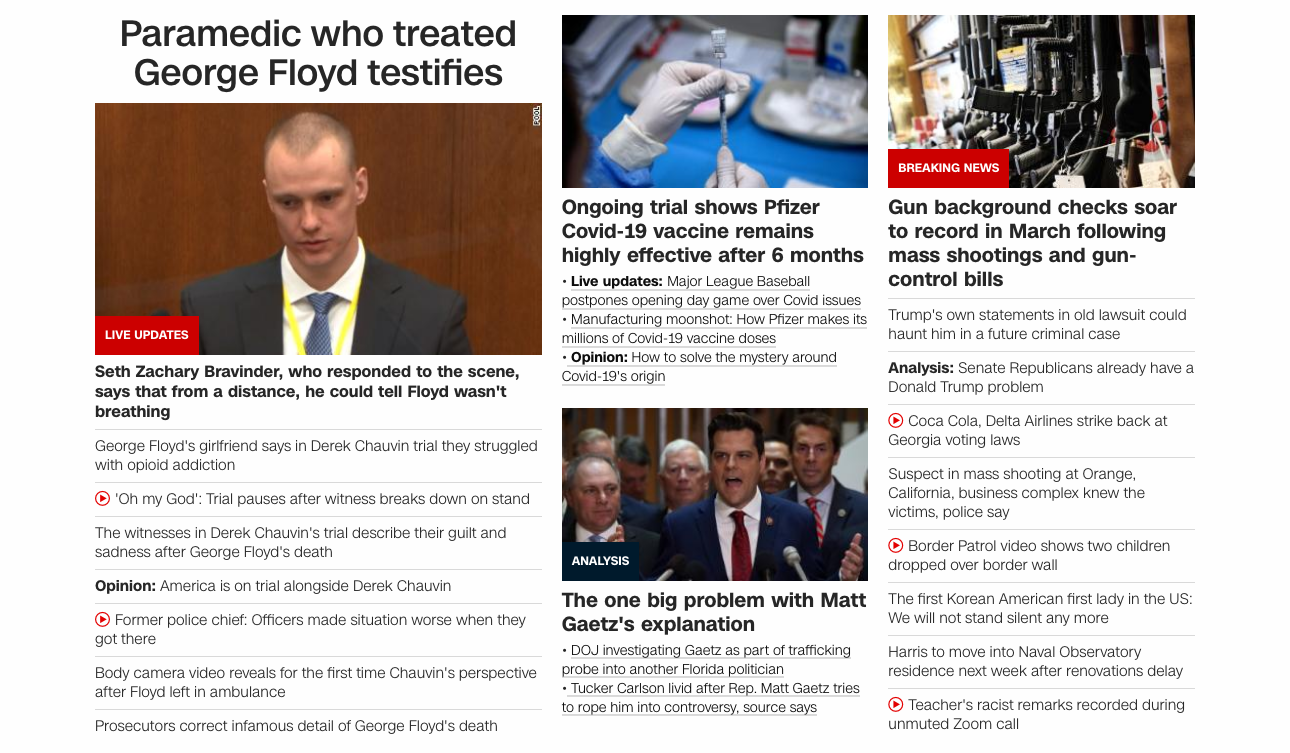 Paramedic who treated
George Floyd testifies
POOL
LIVE UPDATES
Seth Zachary Bravinder, who responded to the scene,
says that from a distance, he could tell Floyd wasn't
breathing
George Floyd's girlfriend says in Derek Chauvin trial they struggled
with opioid addiction
'Oh my God': Trial pauses after witness breaks down on stand
The witnesses in Derek Chauvin's trial describe their guilt and
sadness after George Floyd's death
Opinion: America is on trial alongside Derek Chauvin
Former police chief: Officers made situation worse when they
got there
Body camera video reveals for the first time Chauvin's perspective
after Floyd left in ambulance
Prosecutors correct infamous detail of George Floyd's death
Ongoing trial shows Pfizer
Covid-19 vaccine remains
highly effective after 6 months
• Live updates: Major League Baseball
postpones opening day game over Covid issues
• Manufacturing moonshot: How Pfizer makes its
millions of Covid-19 vaccine doses
• Opinion: How to solve the mystery around
Covid-19's origin
ANALYSIS
The one big problem with Matt
Gaetz's explanation
• DOJ investigating Gaetz as part of trafficking
probe into another Florida politician
• Tucker Carlson livid after Rep. Matt Gaetz tries
to rope him into controversy, source says
BREAKING NEWS
Gun background checks soar
to record in March following
mass shootings and gun-
control bills
Trump's own statements in old lawsuit could
haunt him in a future criminal case
Analysis: Senate Republicans already have a
Donald Trump problem
Coca Cola, Delta Airlines strike back at
Georgia voting laws
Suspect in mass shooting at Orange,
California, business complex knew the
victims, police say
Border Patrol video shows two children
dropped over border wall
The first Korean American first lady in the US:
We will not stand silent any more
Harris to move into Naval Observatory
residence next week after renovations delay
Teacher's racist remarks recorded during
unmuted Zoom call